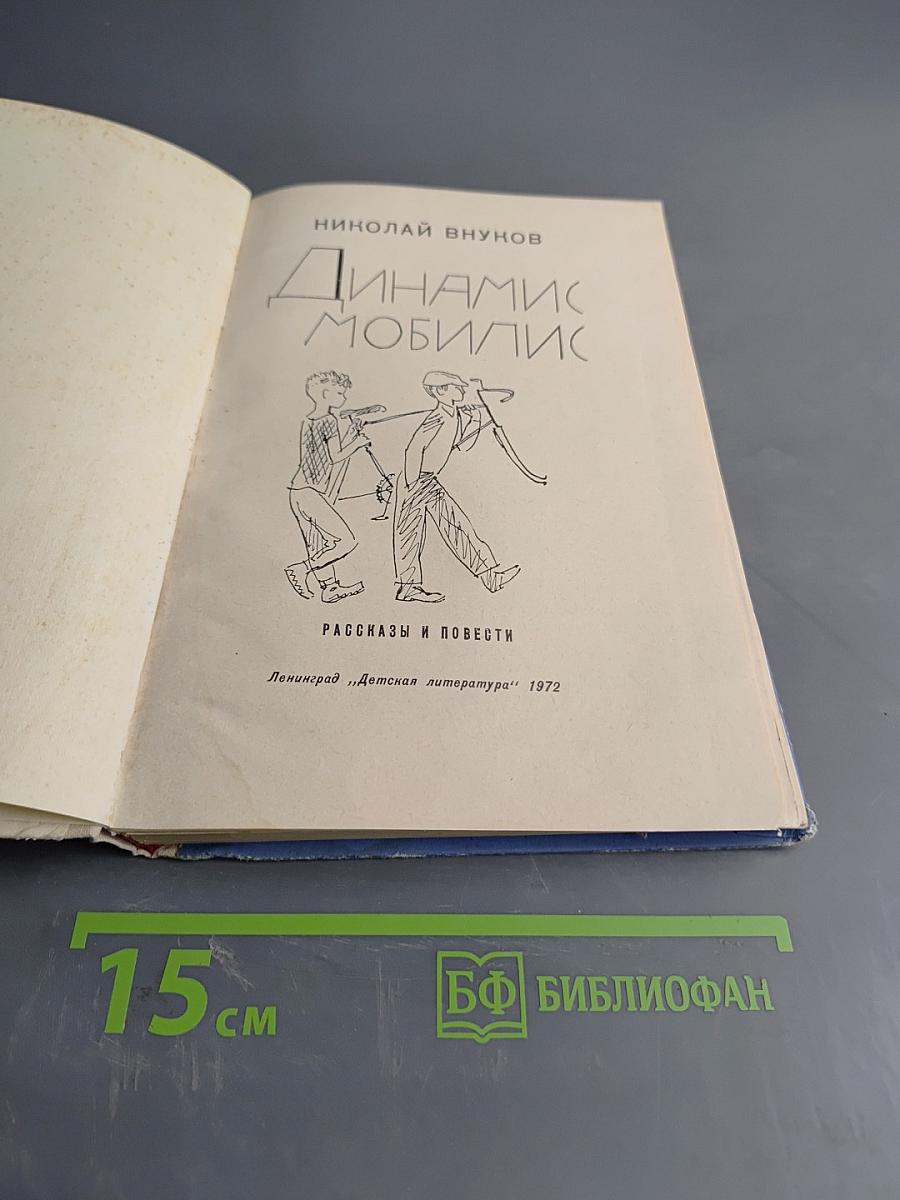 НИКОЛАЙ ВНУКОВ
ДИНАМИС
МОБИЛИС
РАССКАЗЫ И ПОВЕСТИ
Ленинград „Детская литература“ 1972
15 см
БФ БИБЛИОФАН